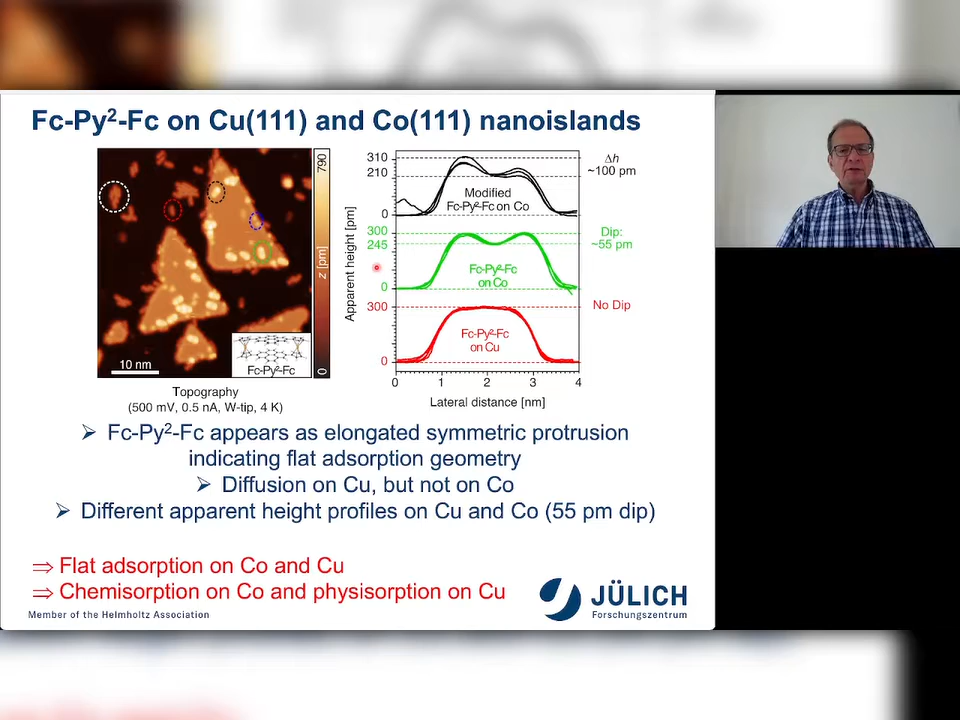 Fc-Py²-Fc on Cu(111) and Co(111) nanoislands
790
z [pm]
0
10 nm
Fc-Py²-Fc
Topography
(500 mV, 0.5 nA, W-tip, 4 K)
Apparent height [pm]
310
210
0
Modified
Fc-Py²-Fc on Co
Δh
~100 pm
300
245
0
Fc-Py²-Fc
on Co
Dip:
~55 pm
300
0
Fc-Py²-Fc
on Cu
No Dip
0 1 2 3 4
Lateral distance [nm]
➢ Fc-Py²-Fc appears as elongated symmetric protrusion
indicating flat adsorption geometry
➢ Diffusion on Cu, but not on Co
➢ Different apparent height profiles on Cu and Co (55 pm dip)
⇒ Flat adsorption on Co and Cu
⇒ Chemisorption on Co and physisorption on Cu
Member of the Helmholtz Association
JÜLICH
Forschungszentrum